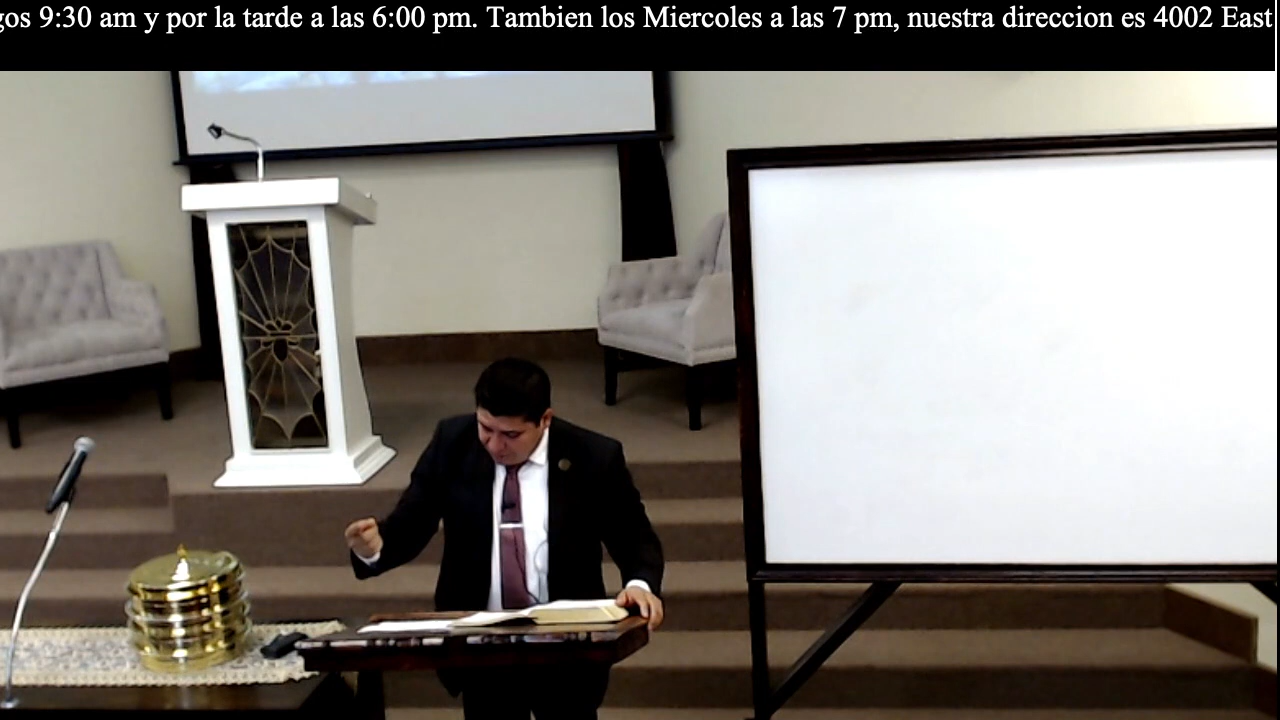 gos 9:30 am y por la tarde a las 6:00 pm. Tambien los Miercoles a las 7 pm, nuestra direccion es 4002 East